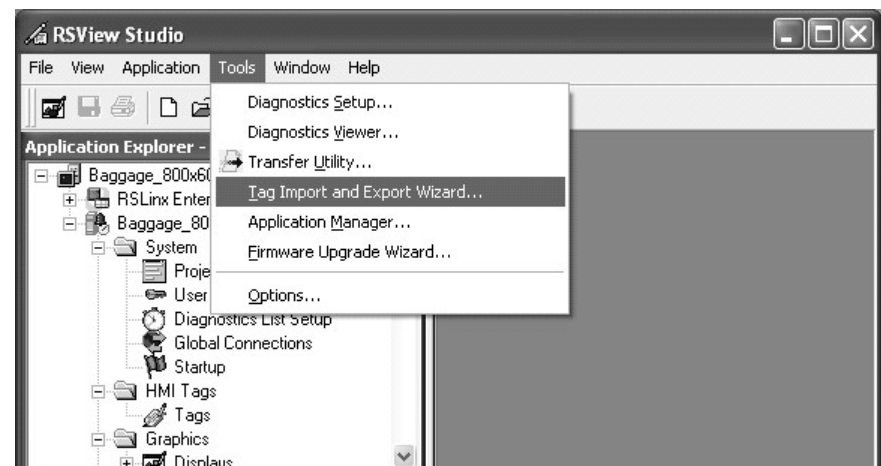 RSView Studio
File View Application Tools Window Help
Diagnostics Setup...
Diagnostics Viewer...
Transfer Utility...
Tag Import and Export Wizard...
Application Manager...
Firmware Upgrade Wizard...
Options...
Application Explorer -
Baggage_800x60
RSLinx Enter
Baggage_80
System
Proje
User
Diagnostics List Setup
Global Connections
Startup
HMI Tags
Tags
Graphics
Displays